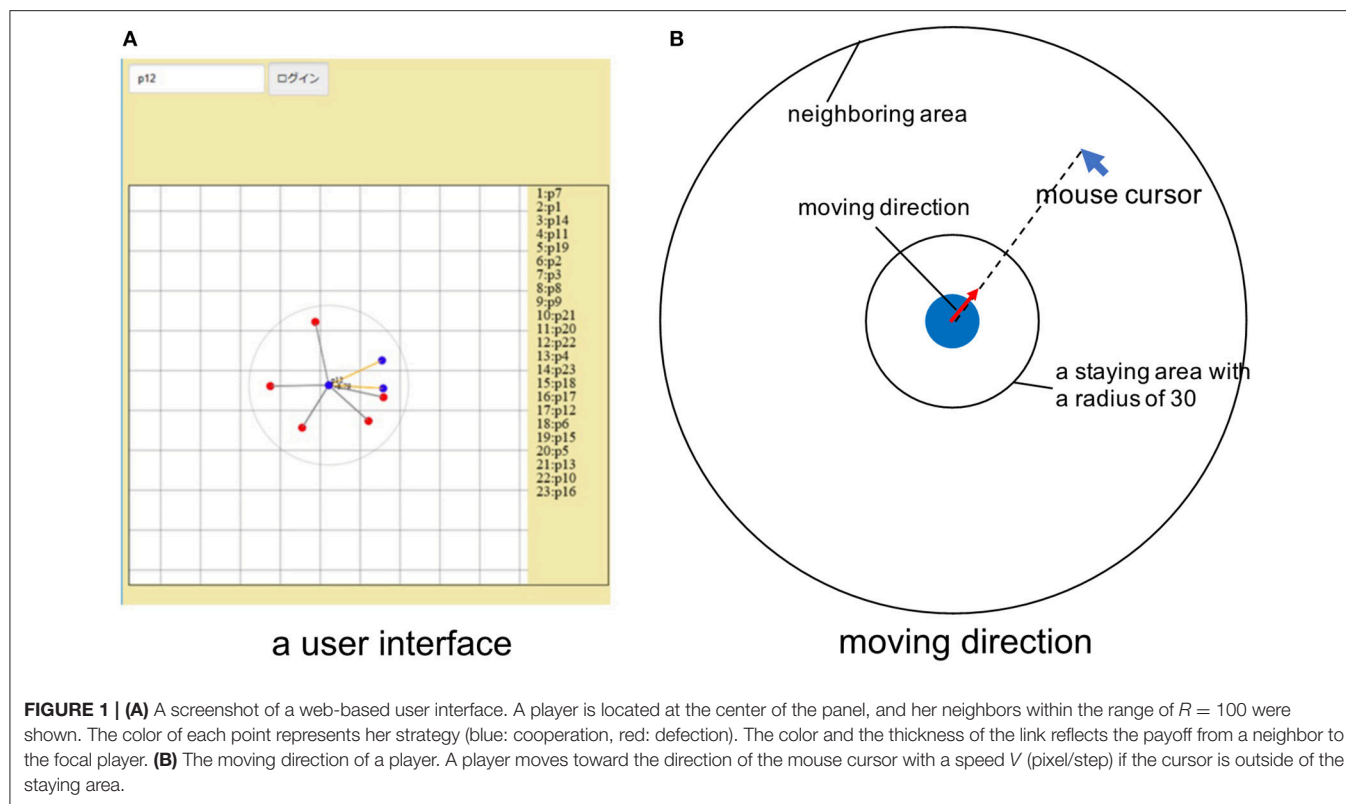 A
p12
ログイン
1:p7
2:p1
3:p14
4:p11
5:p19
6:p2
7:p3
8:p8
9:p9
10:p21
11:p20
12:p22
13:p4
14:p23
15:p18
16:p17
17:p12
18:p6
19:p15
20:p5
21:p13
22:p10
23:p16
p12
a user interface
B
neighboring area
mouse cursor
moving direction
a staying area with
a radius of 30
moving direction
FIGURE 1 | (A) A screenshot of a web-based user interface. A player is located at the center of the panel, and her neighbors within the range of R = 100 were
shown. The color of each point represents her strategy (blue: cooperation, red: defection). The color and the thickness of the link reflects the payoff from a neighbor to
the focal player. (B) The moving direction of a player. A player moves toward the direction of the mouse cursor with a speed V (pixel/step) if the cursor is outside of the
staying area.